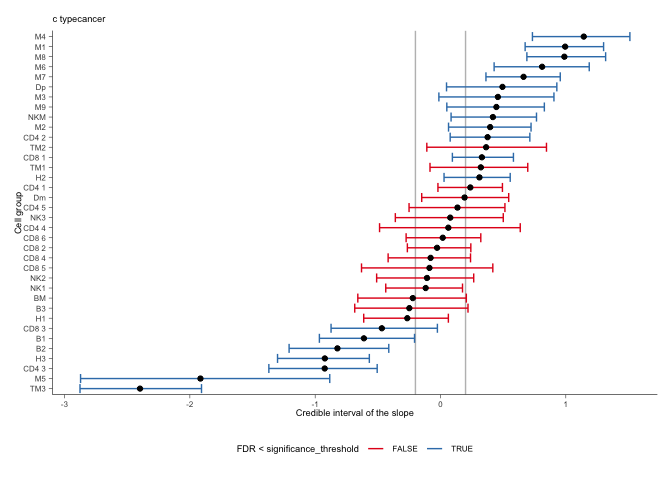 c typecancer
M4
M1
M8
M6
M7
Dp
M3
M9
NKM
M2
CD4 2
TM2
CD8 1
TM1
H2
CD4 1
Dm
CD4 5
NK3
CD4 4
CD8 6
CD8 2
CD8 4
CD8 5
NK2
NK1
BM
B3
H1
CD8 3
B1
B2
H3
CD4 3
M5
TM3
Cell group
-3 -2 -1 0 1
Credible interval of the slope
FDR < significance_threshold FALSE TRUE